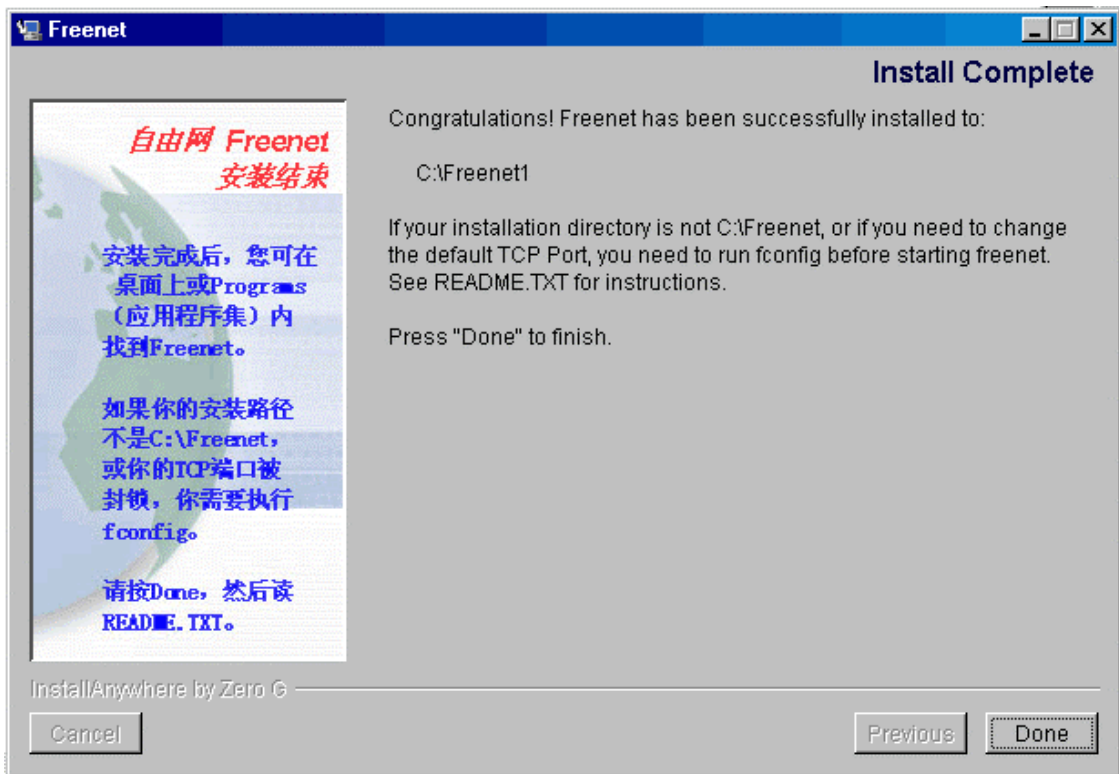 Freenet
Install Complete
自由网 Freenet
安装结束
安装完成后，您可在
桌面上或Programs
（应用程序集）内
找到Freenet。
如果你的安装路径
不是C:\Freenet，
或你的TCP端口被
封锁，你需要执行
fconfig。
请按Done，然后读
README.TXT。
Congratulations! Freenet has been successfully installed to:
C:\Freenet1
If your installation directory is not C:\Freenet, or if you need to change
the default TCP Port, you need to run fconfig before starting freenet.
See README.TXT for instructions.
Press "Done" to finish.
InstallAnywhere by Zero G
Cancel
Previous
Done